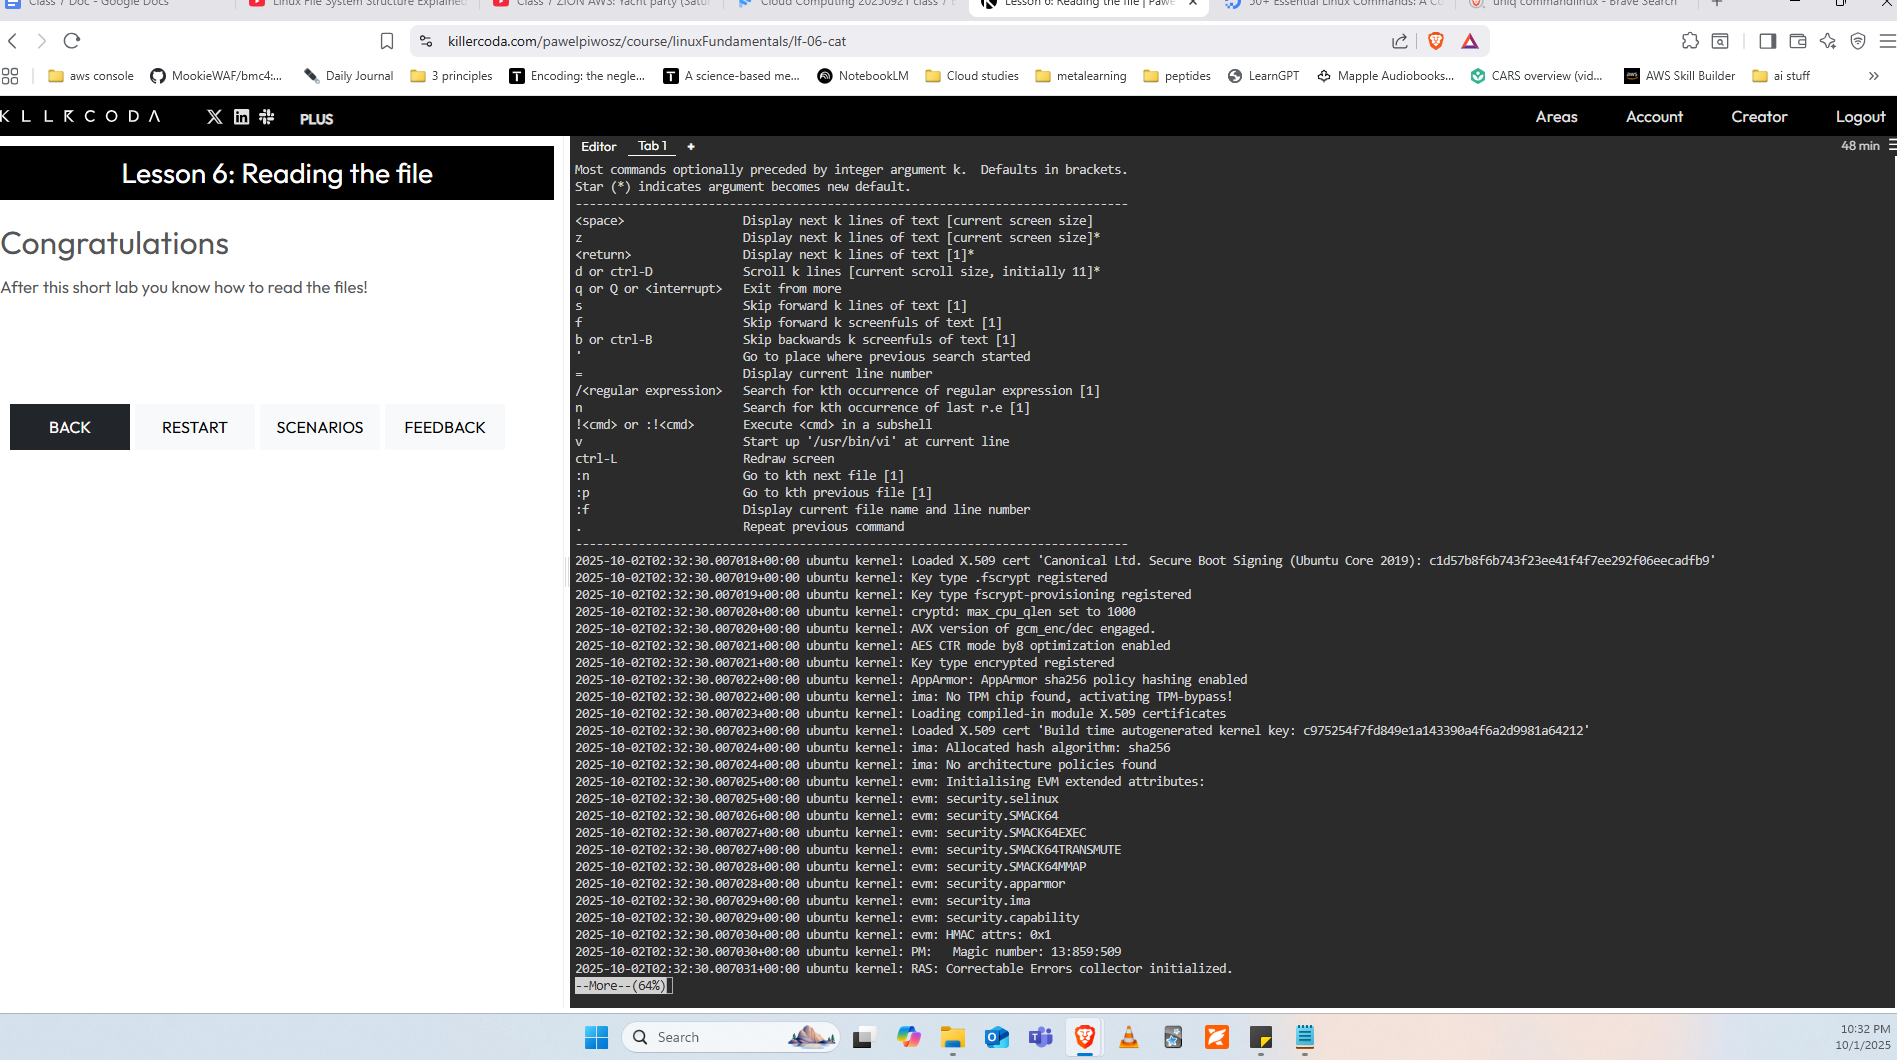 Class 7 Doc - Google Docs
Linux File System Structure Explained
Class 7 ZION AWS: Yacht party (Satur
Cloud Computing 20250921 class 7
Lesson 6: Reading the file | Pawe
50+ Essential Linux Commands: A Co
uniq commandlinux - Brave Search
killercoda.com/pawelpiwosz/course/linuxFundamentals/lf-06-cat
aws console
MookieWAF/bmc4:...
Daily Journal
3 principles
Encoding: the negle...
A science-based me...
NotebookLM
Cloud studies
metalearning
peptides
LearnGPT
Mapple Audiobooks...
CARS overview (vid...
AWS Skill Builder
ai stuff
KLLRCODA
PLUS
Areas
Account
Creator
Logout
Lesson 6: Reading the file
Congratulations
After this short lab you know how to read the files!
BACK
RESTART
SCENARIOS
FEEDBACK
Editor
Tab 1
+
48 min
Most commands optionally preceded by integer argument k.  Defaults in brackets.
Star (*) indicates argument becomes new default.
-------------------------------------------------------------------------------
<space>                 Display next k lines of text [current screen size]
z                       Display next k lines of text [current screen size]*
<return>                Display next k lines of text [1]*
d or ctrl-D             Scroll k lines [current scroll size, initially 11]*
q or Q or <interrupt>   Exit from more
s                       Skip forward k lines of text [1]
f                       Skip forward k screenfuls of text [1]
b or ctrl-B             Skip backwards k screenfuls of text [1]
'                       Go to place where previous search started
=                       Display current line number
/<regular expression>   Search for kth occurrence of regular expression [1]
n                       Search for kth occurrence of last r.e [1]
!<cmd> or :!<cmd>       Execute <cmd> in a subshell
v                       Start up '/usr/bin/vi' at current line
ctrl-L                  Redraw screen
:n                      Go to kth next file [1]
:p                      Go to kth previous file [1]
:f                      Display current file name and line number
.                       Repeat previous command
-------------------------------------------------------------------------------
2025-10-02T02:32:30.007018+00:00 ubuntu kernel: Loaded X.509 cert 'Canonical Ltd. Secure Boot Signing (Ubuntu Core 2019): c1d57b8f6b743f23ee41f4f7ee292f06eecadfb9'
2025-10-02T02:32:30.007019+00:00 ubuntu kernel: Key type .fscrypt registered
2025-10-02T02:32:30.007019+00:00 ubuntu kernel: Key type fscrypt-provisioning registered
2025-10-02T02:32:30.007020+00:00 ubuntu kernel: cryptd: max_cpu_qlen set to 1000
2025-10-02T02:32:30.007020+00:00 ubuntu kernel: AVX version of gcm_enc/dec engaged.
2025-10-02T02:32:30.007021+00:00 ubuntu kernel: AES CTR mode by8 optimization enabled
2025-10-02T02:32:30.007021+00:00 ubuntu kernel: Key type encrypted registered
2025-10-02T02:32:30.007022+00:00 ubuntu kernel: AppArmor: AppArmor sha256 policy hashing enabled
2025-10-02T02:32:30.007022+00:00 ubuntu kernel: ima: No TPM chip found, activating TPM-bypass!
2025-10-02T02:32:30.007023+00:00 ubuntu kernel: Loading compiled-in module X.509 certificates
2025-10-02T02:32:30.007023+00:00 ubuntu kernel: Loaded X.509 cert 'Build time autogenerated kernel key: c975254f7fd849e1a143390a4f6a2d9981a64212'
2025-10-02T02:32:30.007024+00:00 ubuntu kernel: ima: Allocated hash algorithm: sha256
2025-10-02T02:32:30.007024+00:00 ubuntu kernel: ima: No architecture policies found
2025-10-02T02:32:30.007025+00:00 ubuntu kernel: evm: Initialising EVM extended attributes:
2025-10-02T02:32:30.007025+00:00 ubuntu kernel: evm: security.selinux
2025-10-02T02:32:30.007026+00:00 ubuntu kernel: evm: security.SMACK64
2025-10-02T02:32:30.007027+00:00 ubuntu kernel: evm: security.SMACK64EXEC
2025-10-02T02:32:30.007027+00:00 ubuntu kernel: evm: security.SMACK64TRANSMUTE
2025-10-02T02:32:30.007028+00:00 ubuntu kernel: evm: security.SMACK64MMAP
2025-10-02T02:32:30.007028+00:00 ubuntu kernel: evm: security.apparmor
2025-10-02T02:32:30.007029+00:00 ubuntu kernel: evm: security.ima
2025-10-02T02:32:30.007029+00:00 ubuntu kernel: evm: security.capability
2025-10-02T02:32:30.007030+00:00 ubuntu kernel: evm: HMAC attrs: 0x1
2025-10-02T02:32:30.007030+00:00 ubuntu kernel: PM:   Magic number: 13:859:509
2025-10-02T02:32:30.007031+00:00 ubuntu kernel: RAS: Correctable Errors collector initialized.
--More--(64%)
Search
10:32 PM
10/1/2025